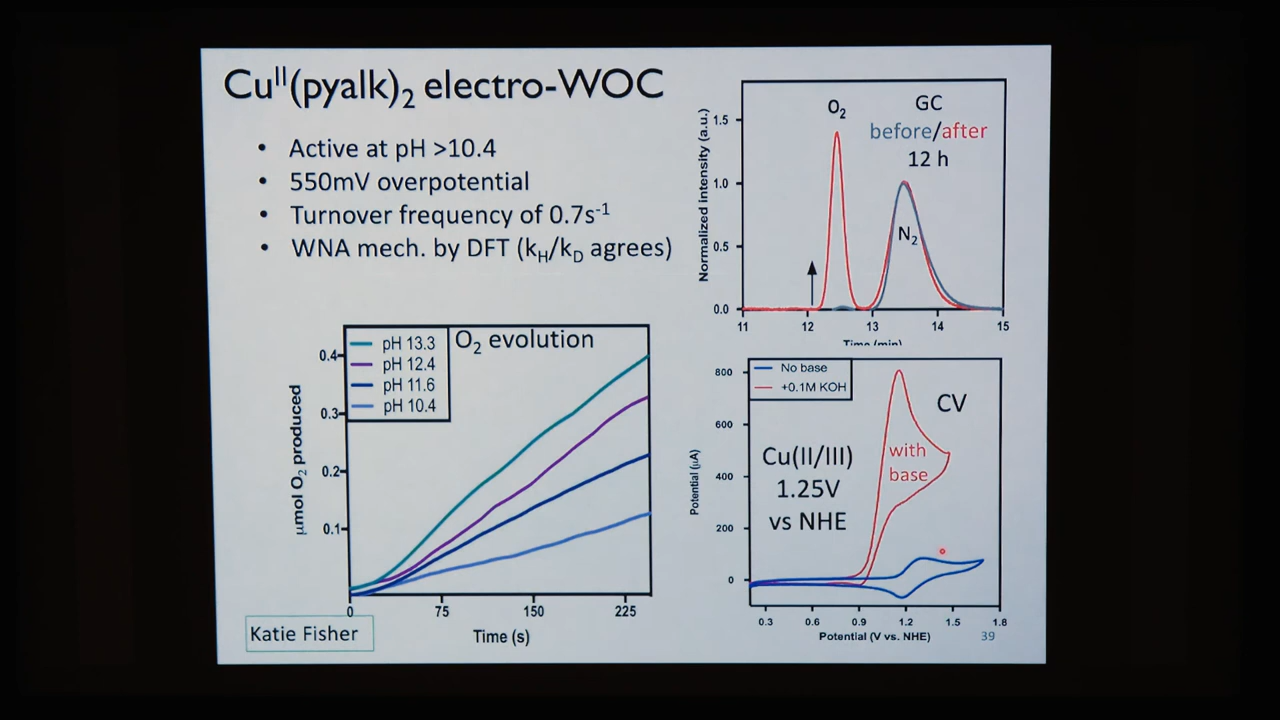 Cuᴵᴵ(pyalk)₂ electro-WOC
• Active at pH >10.4
• 550mV overpotential
• Turnover frequency of 0.7s⁻¹
• WNA mech. by DFT (kH/kD agrees)
Normalized intensity (a.u.)
1.5
1.0
0.5
0.0
O₂
GC
before/after
12 h
N₂
11 12 13 14 15
Time (min)
O₂ evolution
pH 13.3
pH 12.4
pH 11.6
pH 10.4
μmol O₂ produced
0.4
0.3
0.2
0.1
0 75 150 225
Time (s)
Katie Fisher
No base
+0.1M KOH
CV
with
base
Cu(II/III)
1.25V
vs NHE
Potential (μA)
800
600
400
200
0
0.3 0.6 0.9 1.2 1.5 1.8
Potential (V vs. NHE)
39